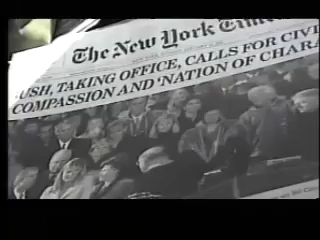 The New York Times
USH, TAKING OFFICE, CALLS FOR CIVI
COMPASSION AND 'NATION OF CHARA